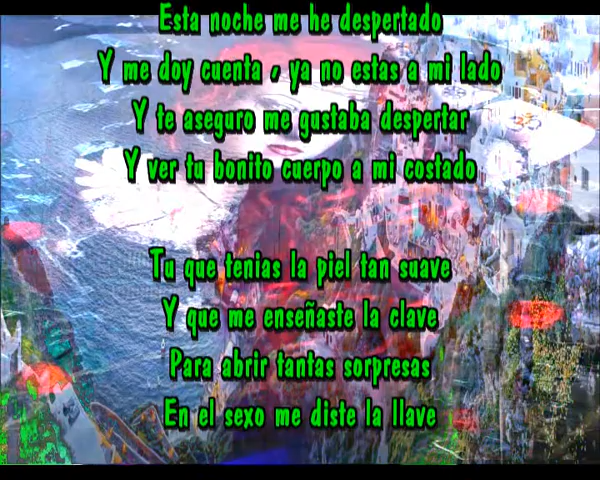 Esta noche me he despertado
Y me doy cuenta , ya no estas a mi lado
Y te aseguro me gustaba despertar
Y ver tu bonito cuerpo a mi costado
Tu que tenias la piel tan suave
Y que me enseñaste la clave
Para abrir tantas sorpresas '
En el sexo me diste la llave